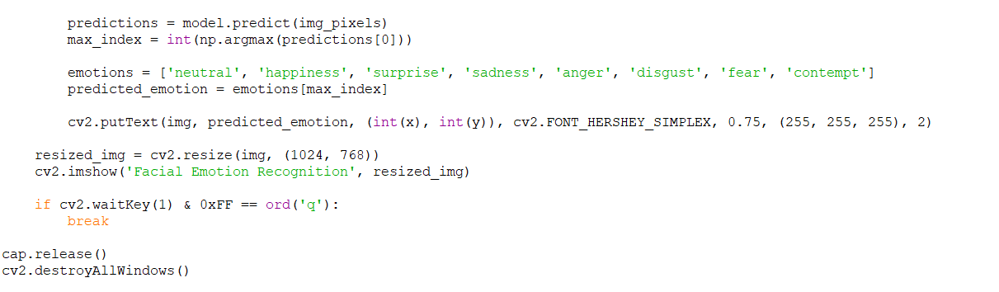 predictions = model.predict(img_pixels)
        max_index = int(np.argmax(predictions[0]))

        emotions = ['neutral', 'happiness', 'surprise', 'sadness', 'anger', 'disgust', 'fear', 'contempt']
        predicted_emotion = emotions[max_index]

        cv2.putText(img, predicted_emotion, (int(x), int(y)), cv2.FONT_HERSHEY_SIMPLEX, 0.75, (255, 255, 255), 2)

    resized_img = cv2.resize(img, (1024, 768))
    cv2.imshow('Facial Emotion Recognition', resized_img)

    if cv2.waitKey(1) & 0xFF == ord('q'):
        break

cap.release()
cv2.destroyAllWindows()